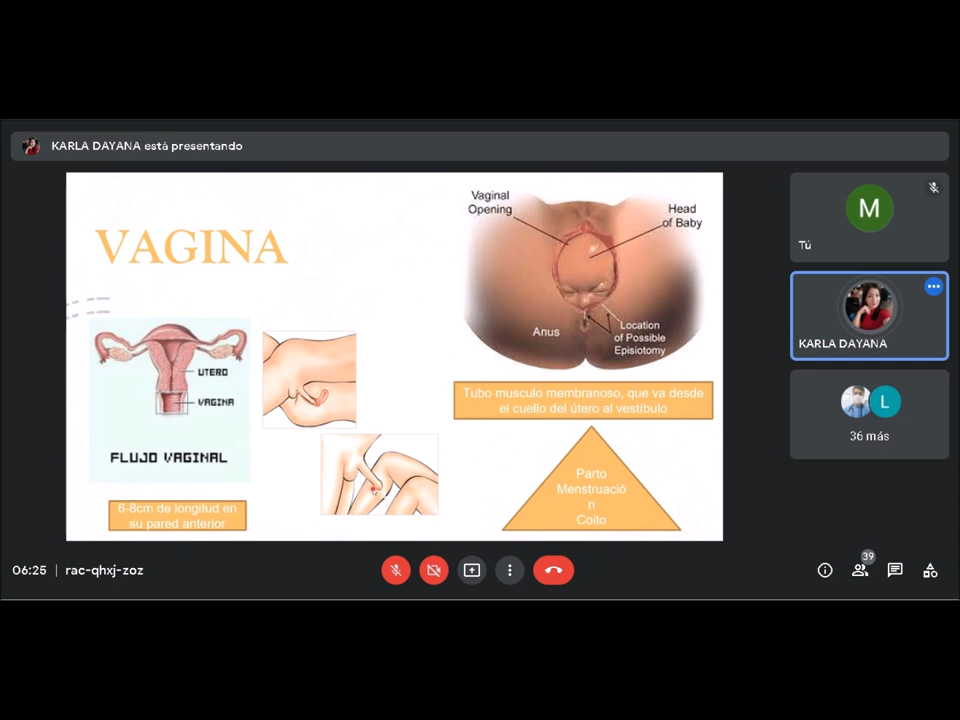 KARLA DAYANA está presentando
VAGINA
Vaginal
Opening
Head
of Baby
Anus
Location
of Possible
Episiotomy
UTERO
VAGINA
FLUJO VAGINAL
6-8cm de longitud en
su pared anterior
Tubo musculo membranoso, que va desde
el cuello del útero al vestíbulo
Parto
Menstruació
n
Coito
M
Tú
KARLA DAYANA
L
36 más
06:25 | rac-qhxj-zoz
39